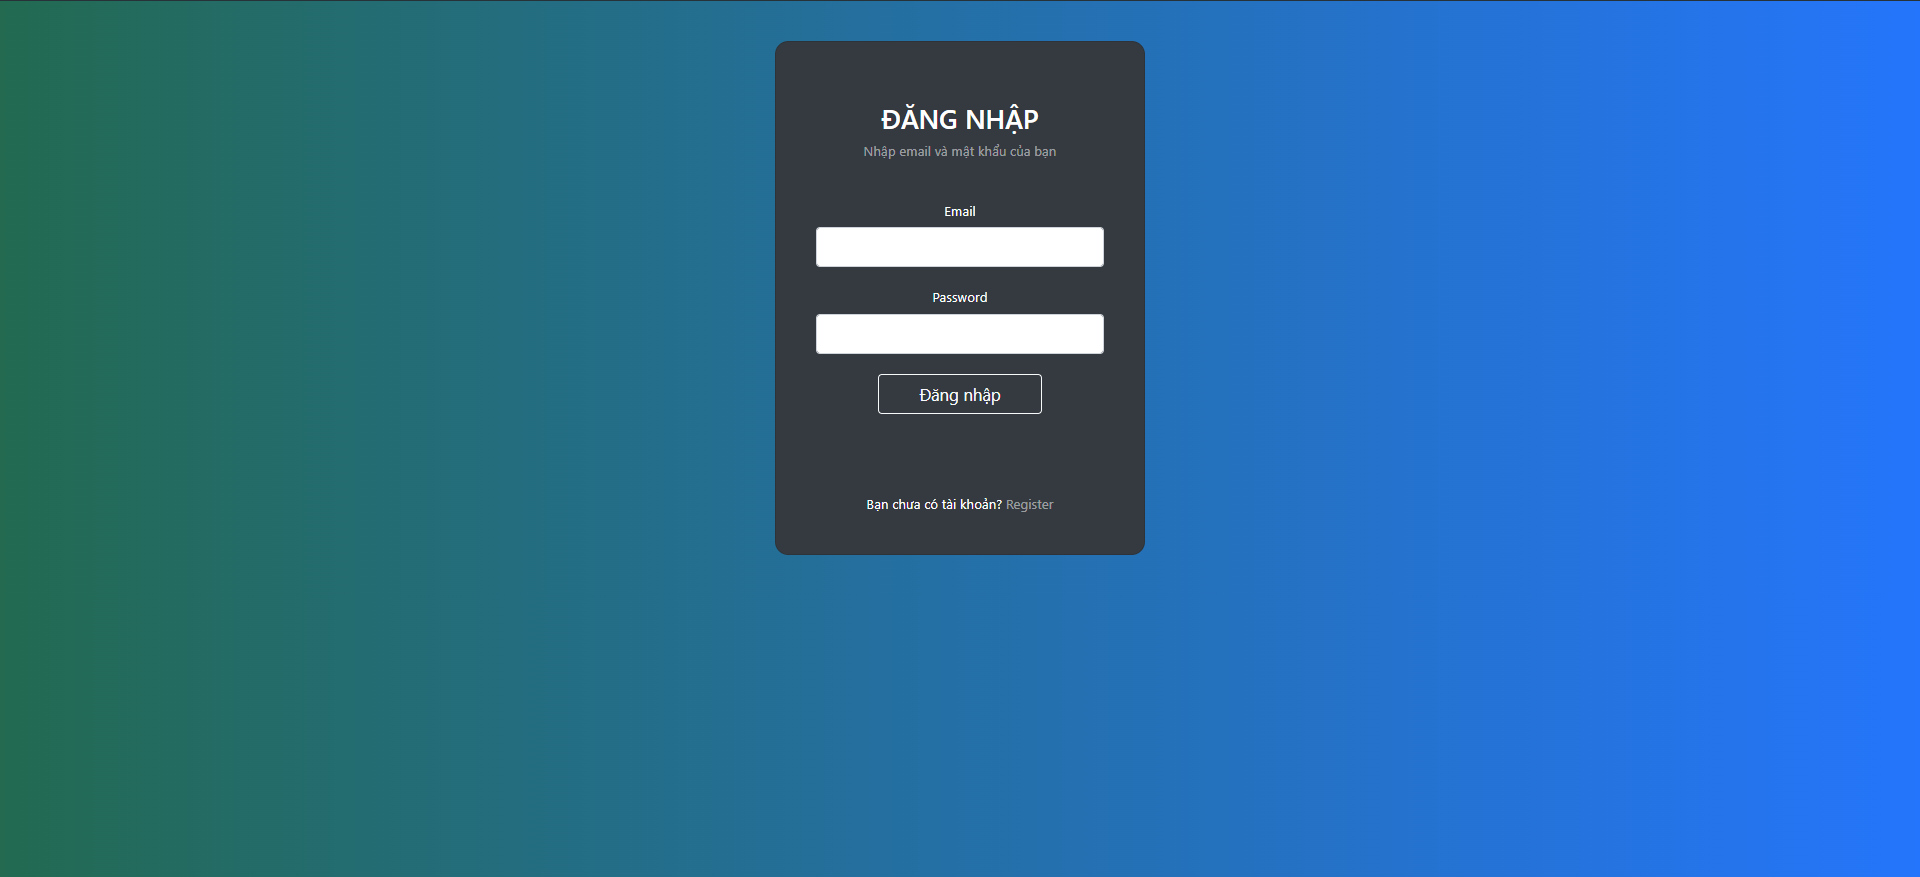 ĐĂNG NHẬP
Nhập email và mật khẩu của bạn
Email
Password
Đăng nhập
Bạn chưa có tài khoản? Register